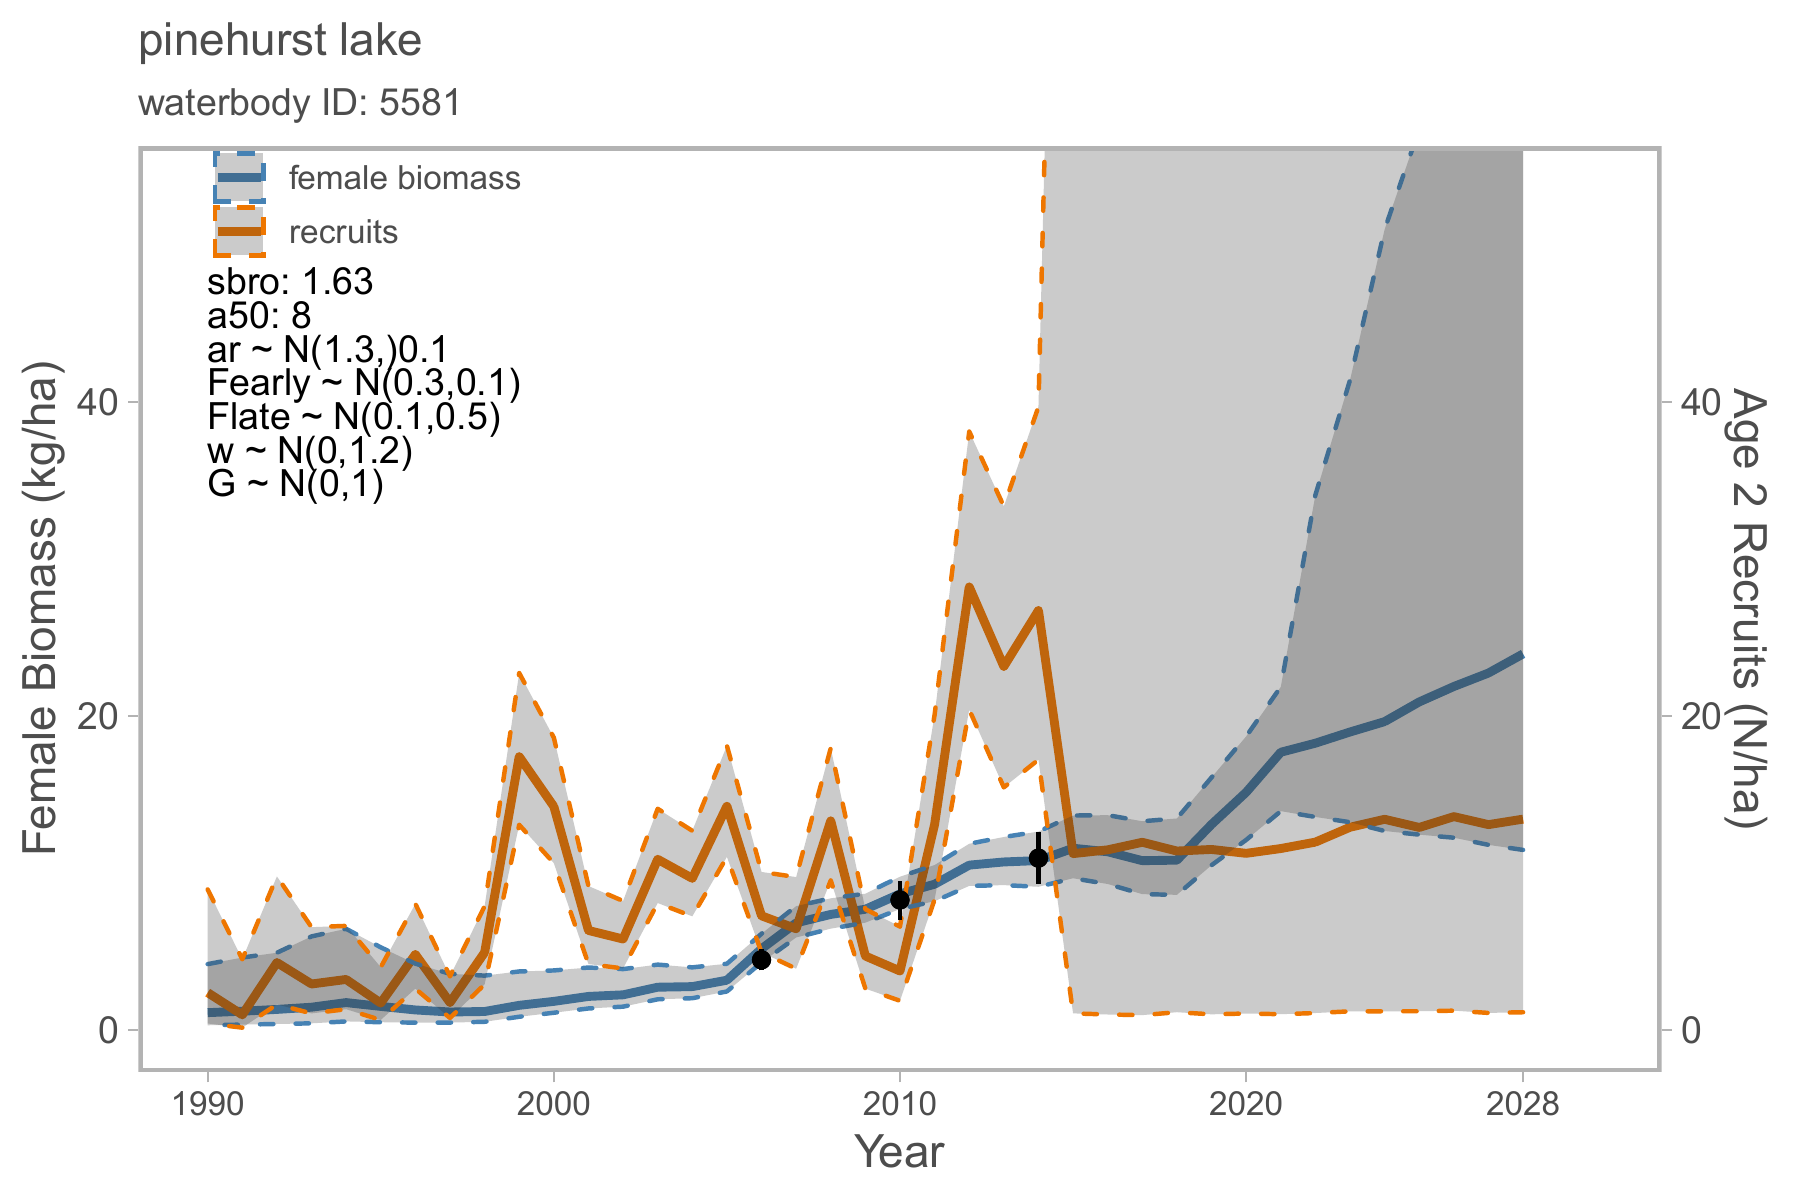 pinehurst lake
waterbody ID: 5581
female biomass
recruits
sbro: 1.63
a50: 8
ar ~ N(1.3,)0.1
Fearly ~ N(0.3,0.1)
Flate ~ N(0.1,0.5)
w ~ N(0,1.2)
G ~ N(0,1)
Female Biomass (kg/ha)
40
20
0
40
20
0
Age 2 Recruits (N/ha)
1990 2000 2010 2020 2028
Year